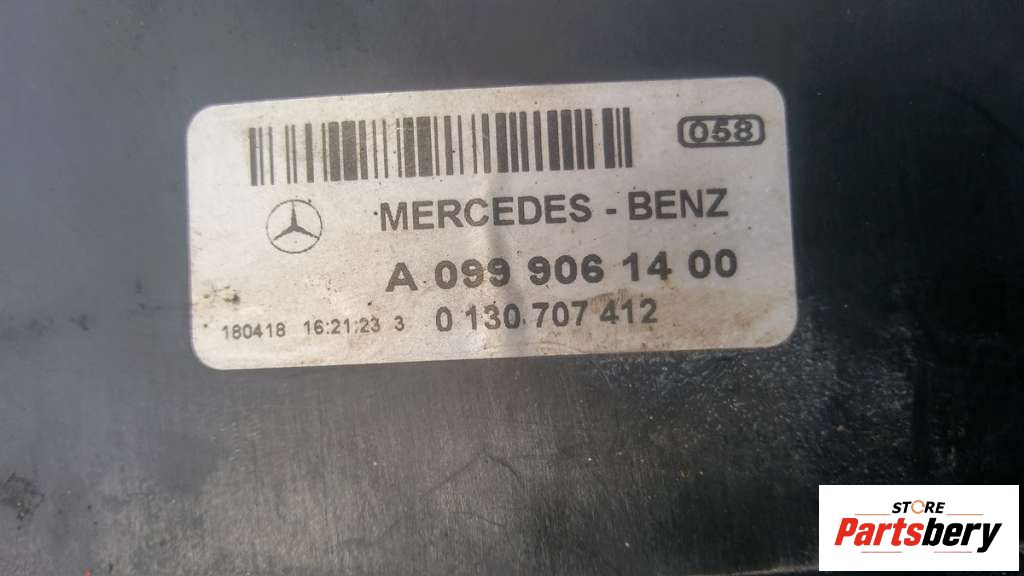 058
MERCEDES - BENZ
A 099 906 14 00
180418 16:21:23 3 0 130 707 412
STORE
Partsbery